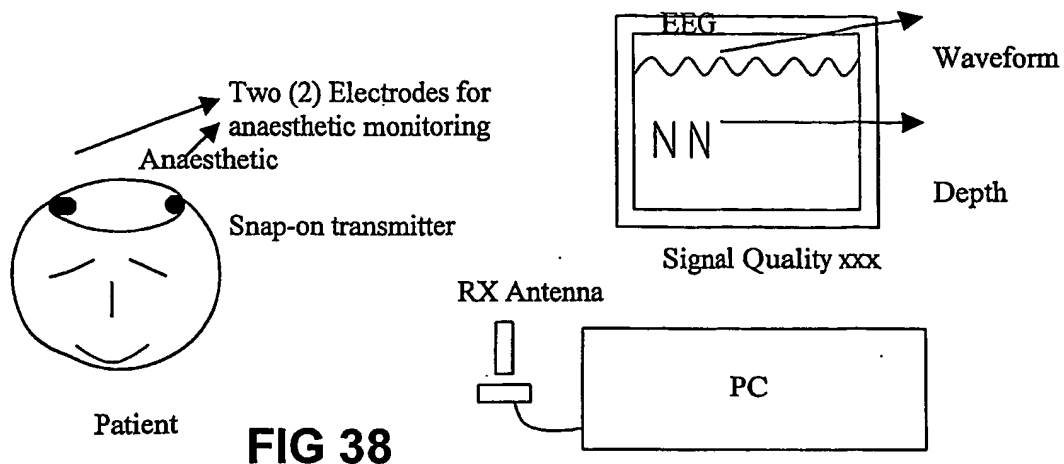 EEG
Waveform
Two (2) Electrodes for
anaesthetic monitoring
Anaesthetic
NN
Depth
Snap-on transmitter
Signal Quality xxx
RX Antenna
PC
Patient
FIG 38